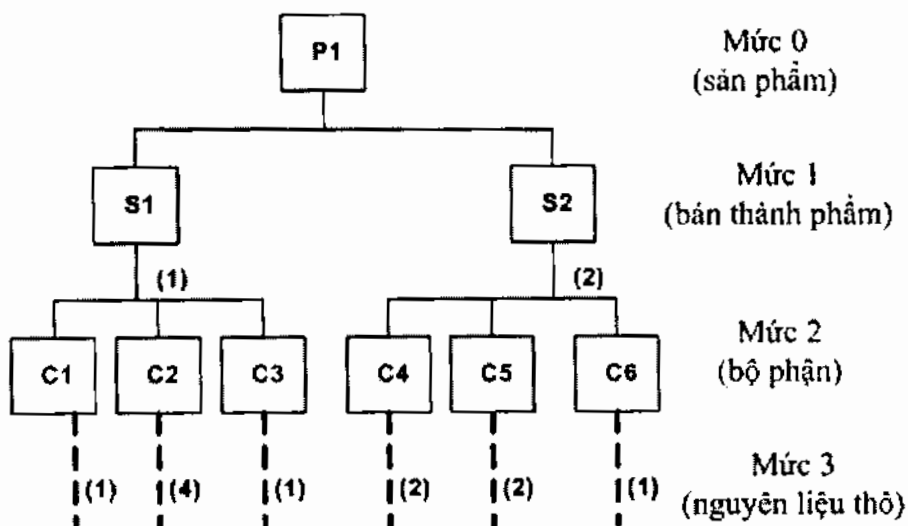 P1
Mức 0
(sản phẩm)
S1
S2
Mức 1
(bán thành phẩm)
(1)
(2)
C1
C2
C3
C4
C5
C6
Mức 2
(bộ phận)
(1)
(4)
(1)
(2)
(2)
(1)
Mức 3
(nguyên liệu thô)